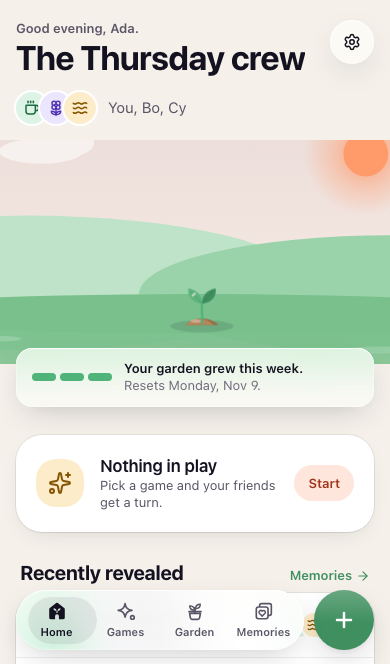 Good evening, Ada.
The Thursday crew
You, Bo, Cy
Your garden grew this week.
Resets Monday, Nov 9.
Nothing in play
Pick a game and your friends
get a turn.
Start
Recently revealed
Memories →
Home
Games
Garden
Memories